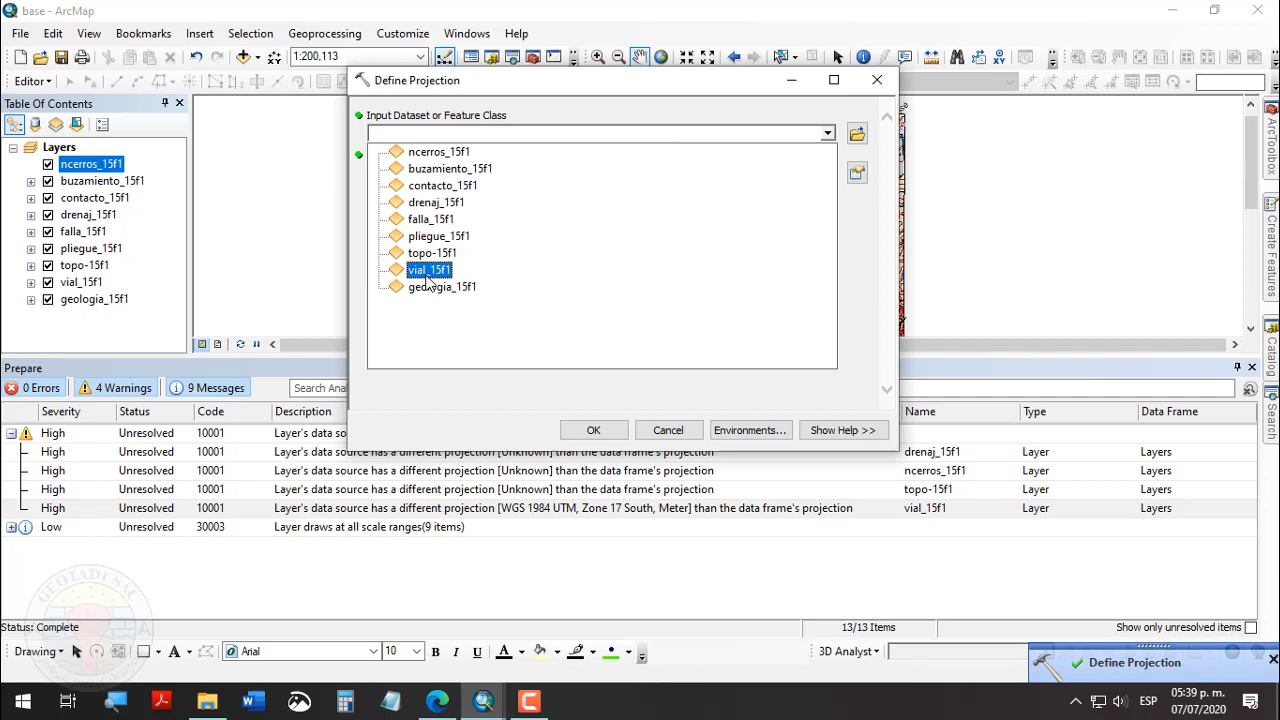 base - ArcMap
File Edit View Bookmarks Insert Selection Geoprocessing Customize Windows Help
1:200,113
Editor
Define Projection
Table Of Contents
Input Dataset or Feature Class
Layers
ncerros_15f1
buzamiento_15f1
contacto_15f1
drenaj_15f1
falla_15f1
pliegue_15f1
topo-15f1
vial_15f1
geologia_15f1
ncerros_15f1
buzamiento_15f1
contacto_15f1
drenaj_15f1
falla_15f1
pliegue_15f1
topo-15f1
vial_15f1
geologia_15f1
ArcToolbox
Create Features
Catalog
Search
OK Cancel Environments... Show Help >>
Prepare
0 Errors 4 Warnings 9 Messages Search Anal
Severity Status Code Description Name Type Data Frame
High Unresolved 10001 Layer's data so
High Unresolved 10001 Layer's data source has a different projection [Unknown] than the data frame's projection drenaj_15f1 Layer Layers
High Unresolved 10001 Layer's data source has a different projection [Unknown] than the data frame's projection ncerros_15f1 Layer Layers
High Unresolved 10001 Layer's data source has a different projection [Unknown] than the data frame's projection topo-15f1 Layer Layers
High Unresolved 10001 Layer's data source has a different projection [WGS 1984 UTM, Zone 17 South, Meter] than the data frame's projection vial_15f1 Layer Layers
Low Unresolved 30003 Layer draws at all scale ranges(9 items)
GEOTADI SAC
Status: Complete 13/13 Items Show only unresolved items
Drawing Arial 10 B I U A 3D Analyst
Define Projection
ESP 05:39 p. m.
07/07/2020